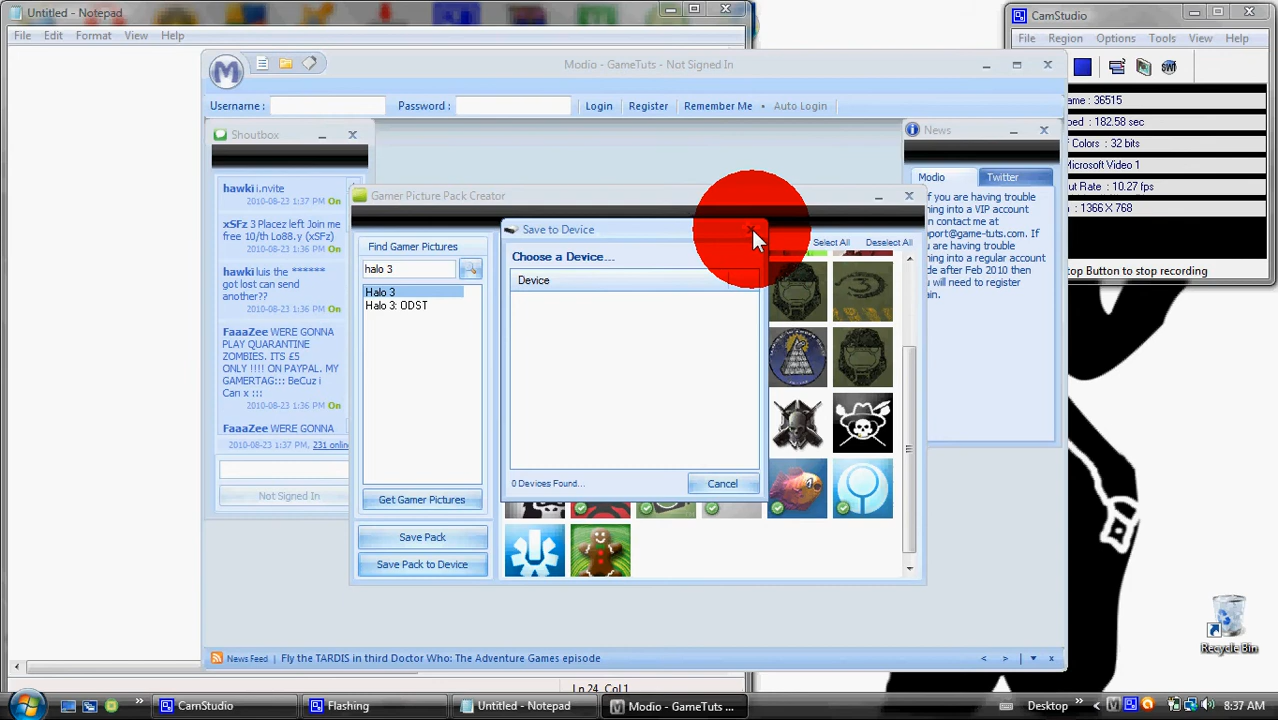 Untitled - Notepad
File Edit Format View Help
CamStudio
File Region Options Tools View Help
ame : 36515
ped : 182.58 sec
of Colors : 32 bits
Microsoft Video 1
ut Rate : 10.27 fps
: 1366 X 768
top Button to stop recording
Modio - GameTuts - Not Signed In
Username : Password : Login Register Remember Me • Auto Login
Shoutbox
hawki i.nvite
2010-08-23 1:37 PM On
xSFz 3 Placez left Join me
free 10/th Lo88.y (xSFz)
2010-08-23 1:36 PM On
hawki luis the ******
got lost can send
another??
2010-08-23 1:36 PM On
FaaaZee WERE GONNA
PLAY QUARANTINE
ZOMBIES. ITS £5
ONLY !!!! ON PAYPAL. MY
GAMERTAG::: BeCuz i
Can x :::
2010-08-23 1:36 PM On
FaaaZee WERE GONNA
2010-08-23 1:37 PM, 231 online
Not Signed In
Gamer Picture Pack Creator
Find Gamer Pictures
halo 3
Halo 3
Halo 3: ODST
Get Gamer Pictures
Save Pack
Save Pack to Device
Select All Deselect All
Save to Device
Choose a Device...
Device
0 Devices Found...
Cancel
News
Modio Twitter
If you are having trouble
ning into a VIP account
n contact me at
pport@game-tuts.com.
ning into a regular account
de after Feb 2010 then
you will need to register
ain.
News Feed Fly the TARDIS in third Doctor Who: The Adventure Games episode
Ln 24, Col 1
Recycle Bin
CamStudio
Flashing
Untitled - Notepad
Modio - GameTuts ...
Desktop
8:37 AM